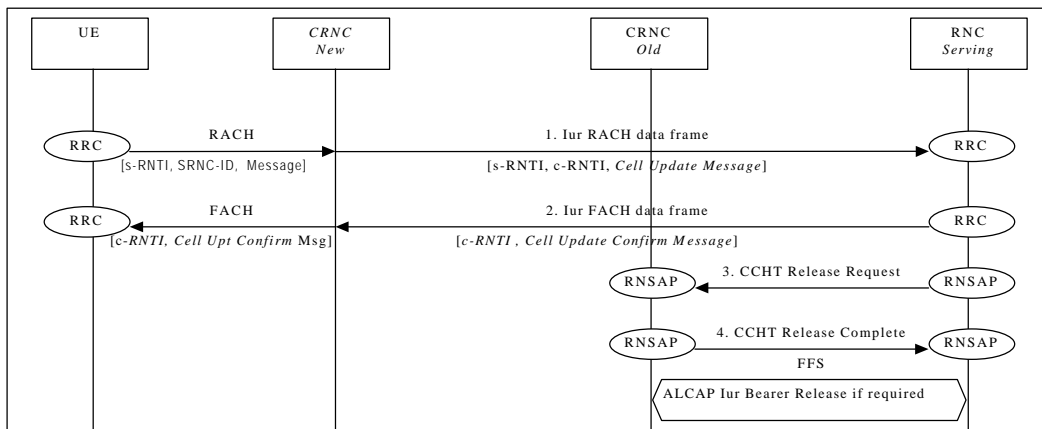 UE
CRNC
New
CRNC
Old
RNC
Serving
RRC
RACH
[s-RNTI, SRNC-ID, Message]
1. Iur RACH data frame
[s-RNTI, c-RNTI, Cell Update Message]
RRC
RRC
FACH
[c-RNTI, Cell Upt Confirm Msg]
2. Iur FACH data frame
[c-RNTI , Cell Update Confirm Message]
RRC
RNSAP
3. CCHT Release Request
RNSAP
RNSAP
4. CCHT Release Complete
RNSAP
FFS
ALCAP Iur Bearer Release if required